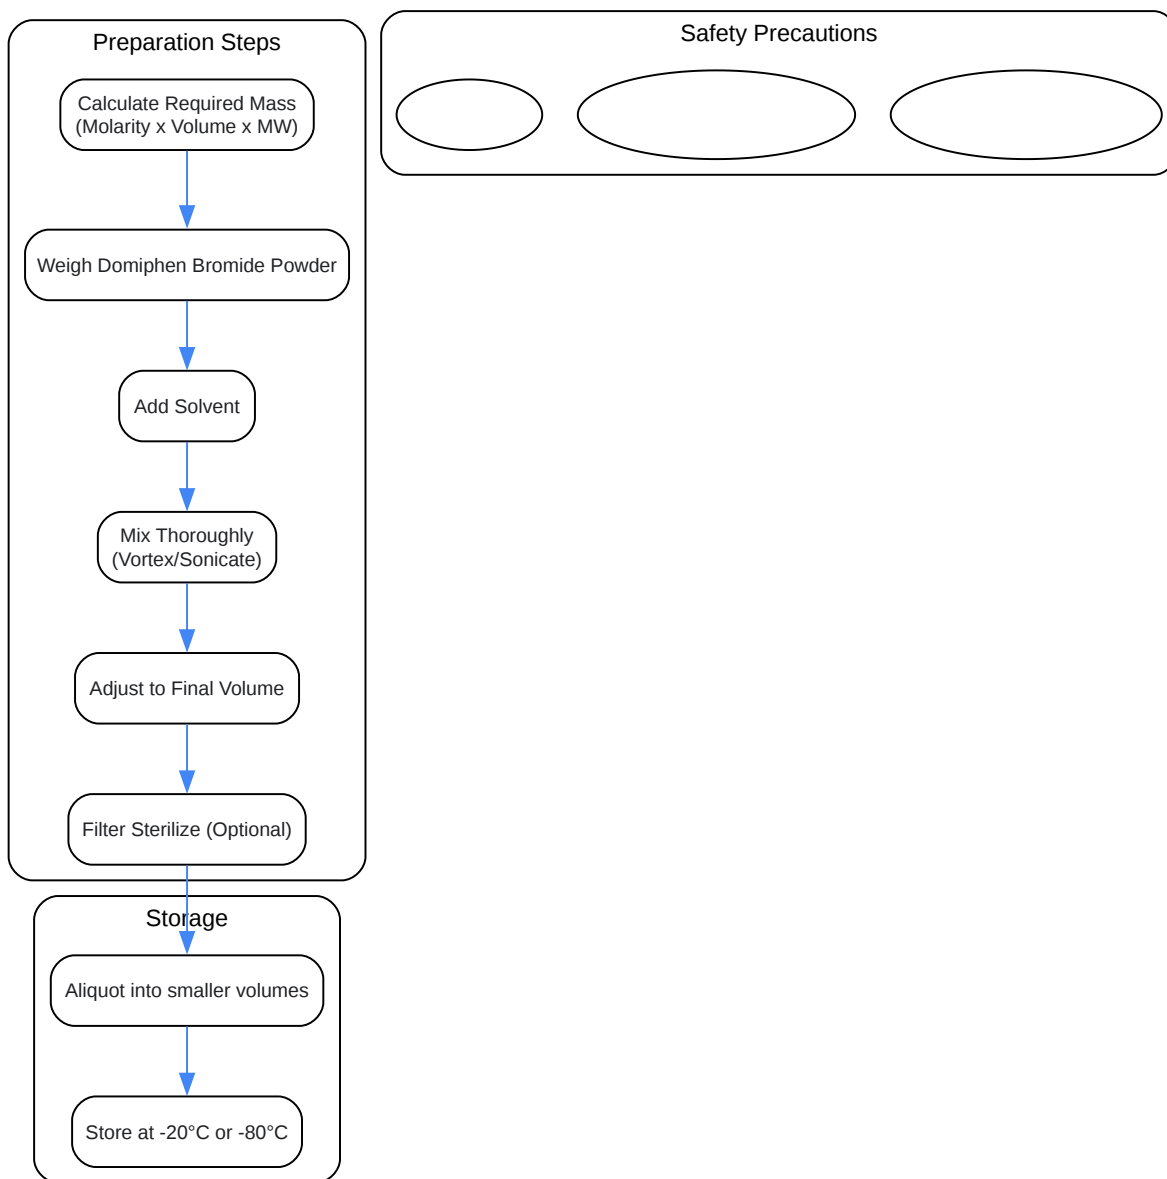 Preparation Steps
Calculate Required Mass
(Molarity x Volume x MW)
Weigh Domiphen Bromide Powder
Add Solvent
Mix Thoroughly
(Vortex/Sonicate)
Adjust to Final Volume
Filter Sterilize (Optional)
Storage
Aliquot into smaller volumes
Store at -20°C or -80°C
Safety Precautions